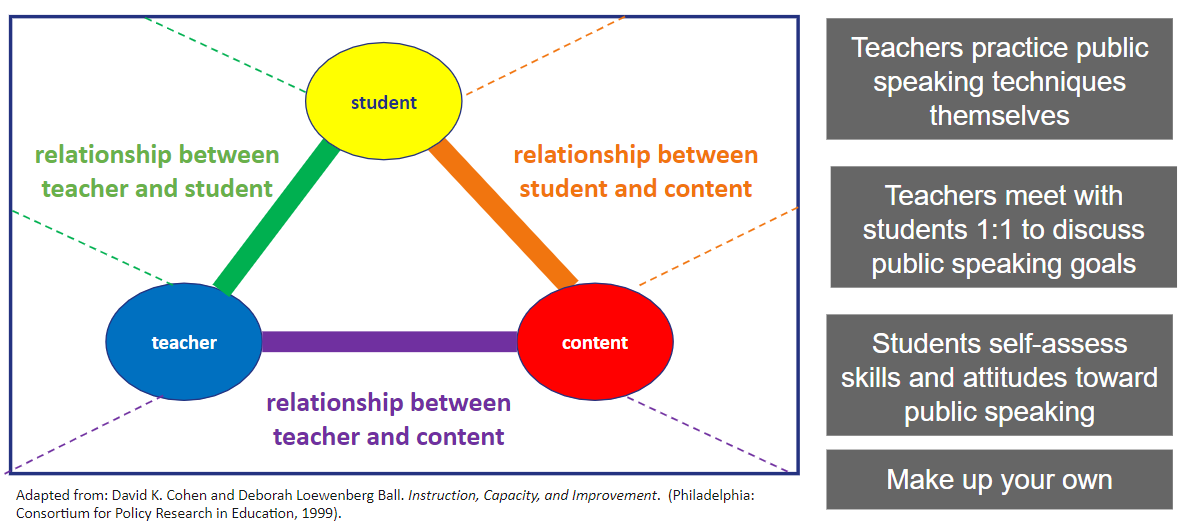 student
relationship between
teacher and student
relationship between
student and content
teacher
content
relationship between
teacher and content
Adapted from: David K. Cohen and Deborah Loewenberg Ball. Instruction, Capacity, and Improvement. (Philadelphia:
Consortium for Policy Research in Education, 1999).
Teachers practice public
speaking techniques
themselves
Teachers meet with
students 1:1 to discuss
public speaking goals
Students self-assess
skills and attitudes toward
public speaking
Make up your own